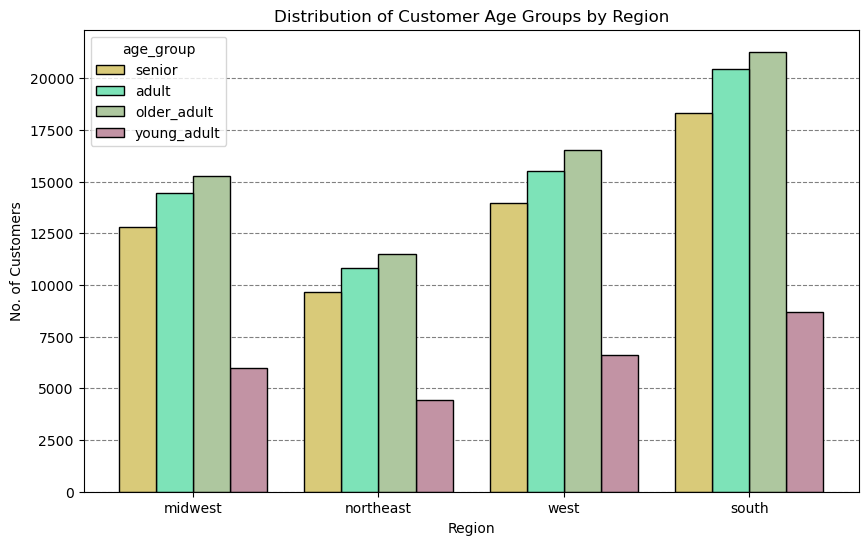 Distribution of Customer Age Groups by Region
age_group
senior
adult
older_adult
young_adult
20000
17500
15000
12500
10000
7500
5000
2500
0
No. of Customers
midwest
northeast
west
south
Region